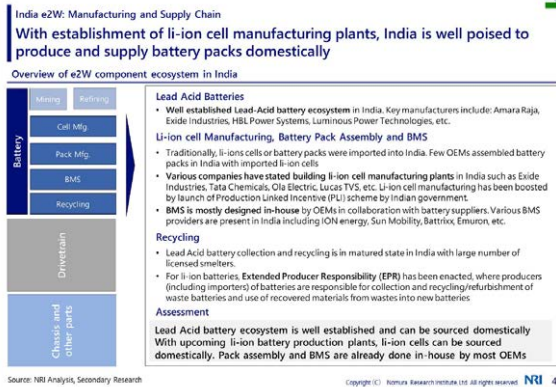 India e2W: Manufacturing and Supply Chain
With establishment of li-ion cell manufacturing plants, India is well poised to
produce and supply battery packs domestically
Overview of e2W component ecosystem in India
Battery
Mining
Refining
Cell Mfg.
Pack Mfg.
BMS
Recycling
Drivetrain
Chassis and
other parts
Lead Acid Batteries
• Well established Lead-Acid battery ecosystem in India. Key manufacturers include: Amara Raja,
Exide Industries, HBL Power Systems, Luminous Power Technologies, etc.
Li-ion cell Manufacturing, Battery Pack Assembly and BMS
• Traditionally, li-ions cells or battery packs were imported into India. Few OEMs assembled battery
packs in India with imported li-ion cells
• Various companies have stated building li-ion cell manufacturing plants in India such as Exide
Industries, Tata Chemicals, Ola Electric, Lucas TVS, etc. Li-ion cell manufacturing has been boosted
by launch of Production Linked Incentive (PLI) scheme by Indian government.
• BMS is mostly designed in-house by OEMs in collaboration with battery suppliers. Various BMS
providers are present in India including ION energy, Sun Mobility, Battrixx, Emuron, etc.
Recycling
• Lead Acid battery collection and recycling is in matured state in India with large number of
licensed smelters.
• For li-ion batteries, Extended Producer Responsibility (EPR) has been enacted, where producers
(including importers) of batteries are responsible for collection and recycling/refurbishment of
waste batteries and use of recovered materials from wastes into new batteries
Assessment
Lead Acid battery ecosystem is well established and can be sourced domestically
With upcoming li-ion battery production plants, li-ion cells can be sourced
domestically. Pack assembly and BMS are already done in-house by most OEMs
Source: NRI Analysis, Secondary Research
Copyright (C) Nomura Research Institute, Ltd. All rights reserved.
NRI
4